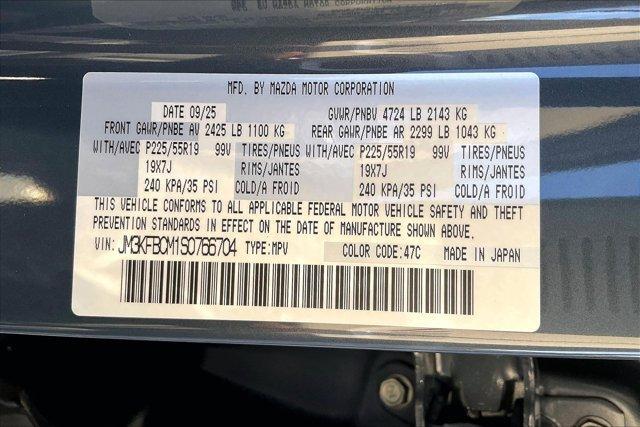 MFD. BY MAZDA MOTOR CORPORATION
DATE 09/25 GVWR/PNBV 4724 LB 2143 KG
FRONT GAWR/PNBE AV 2425 LB 1100 KG REAR GAWR/PNBE AR 2299 LB 1043 KG
WITH/AVEC P225/55R19 99V TIRES/PNEUS WITH/AVEC P225/55R19 99V TIRES/PNEUS
19X7J RIMS/JANTES 19X7J RIMS/JANTES
240 KPA/35 PSI COLD/A FROID 240 KPA/35 PSI COLD/A FROID
THIS VEHICLE CONFORMS TO ALL APPLICABLE FEDERAL MOTOR VEHICLE SAFETY AND THEFT
PREVENTION STANDARDS IN EFFECT ON THE DATE OF MANUFACTURE SHOWN ABOVE.
VIN: JM3KFBCM1S0766704 TYPE:MPV COLOR CODE:47C MADE IN JAPAN